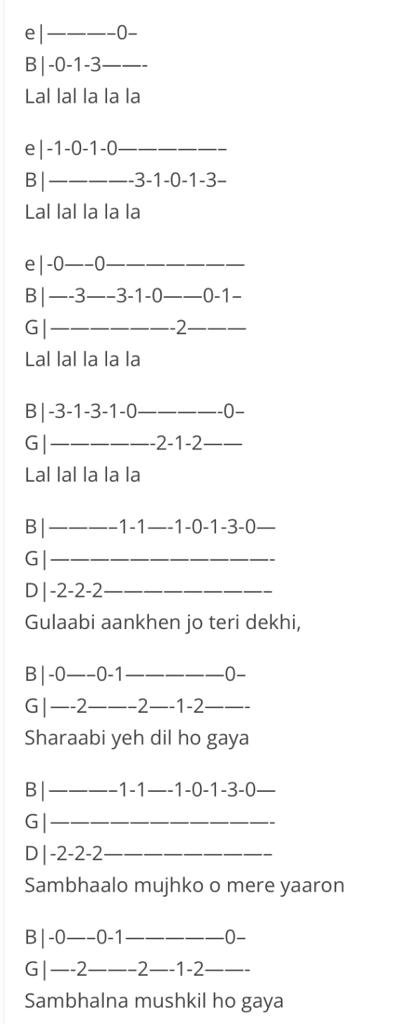 e|————-0–
B|-0-1-3——-
Lal lal la la la
e|-1-0-1-0—————––
B|————-3-1-0-1-3–
Lal lal la la la
e|-0—–0———————
B|—-3—–3-1-0——0-1–
G|——————-2———
Lal lal la la la
B|-3-1-3-1-0————-0–
G|—————-2-1-2——
Lal lal la la la
B|————-1-1—-1-0-1-3-0—
G|———————————-
D|-2-2-2————————–
Gulaabi aankhen jo teri dekhi,
B|-0—–0-1—————0–
G|—-2——–2—-1-2——-
Sharaabi yeh dil ho gaya
B|————-1-1—-1-0-1-3-0—
G|———————————-
D|-2-2-2————————–
Sambhaalo mujhko o mere yaaron
B|-0—–0-1—————0–
G|—-2——–2—-1-2——-
Sambhalna mushkil ho gaya